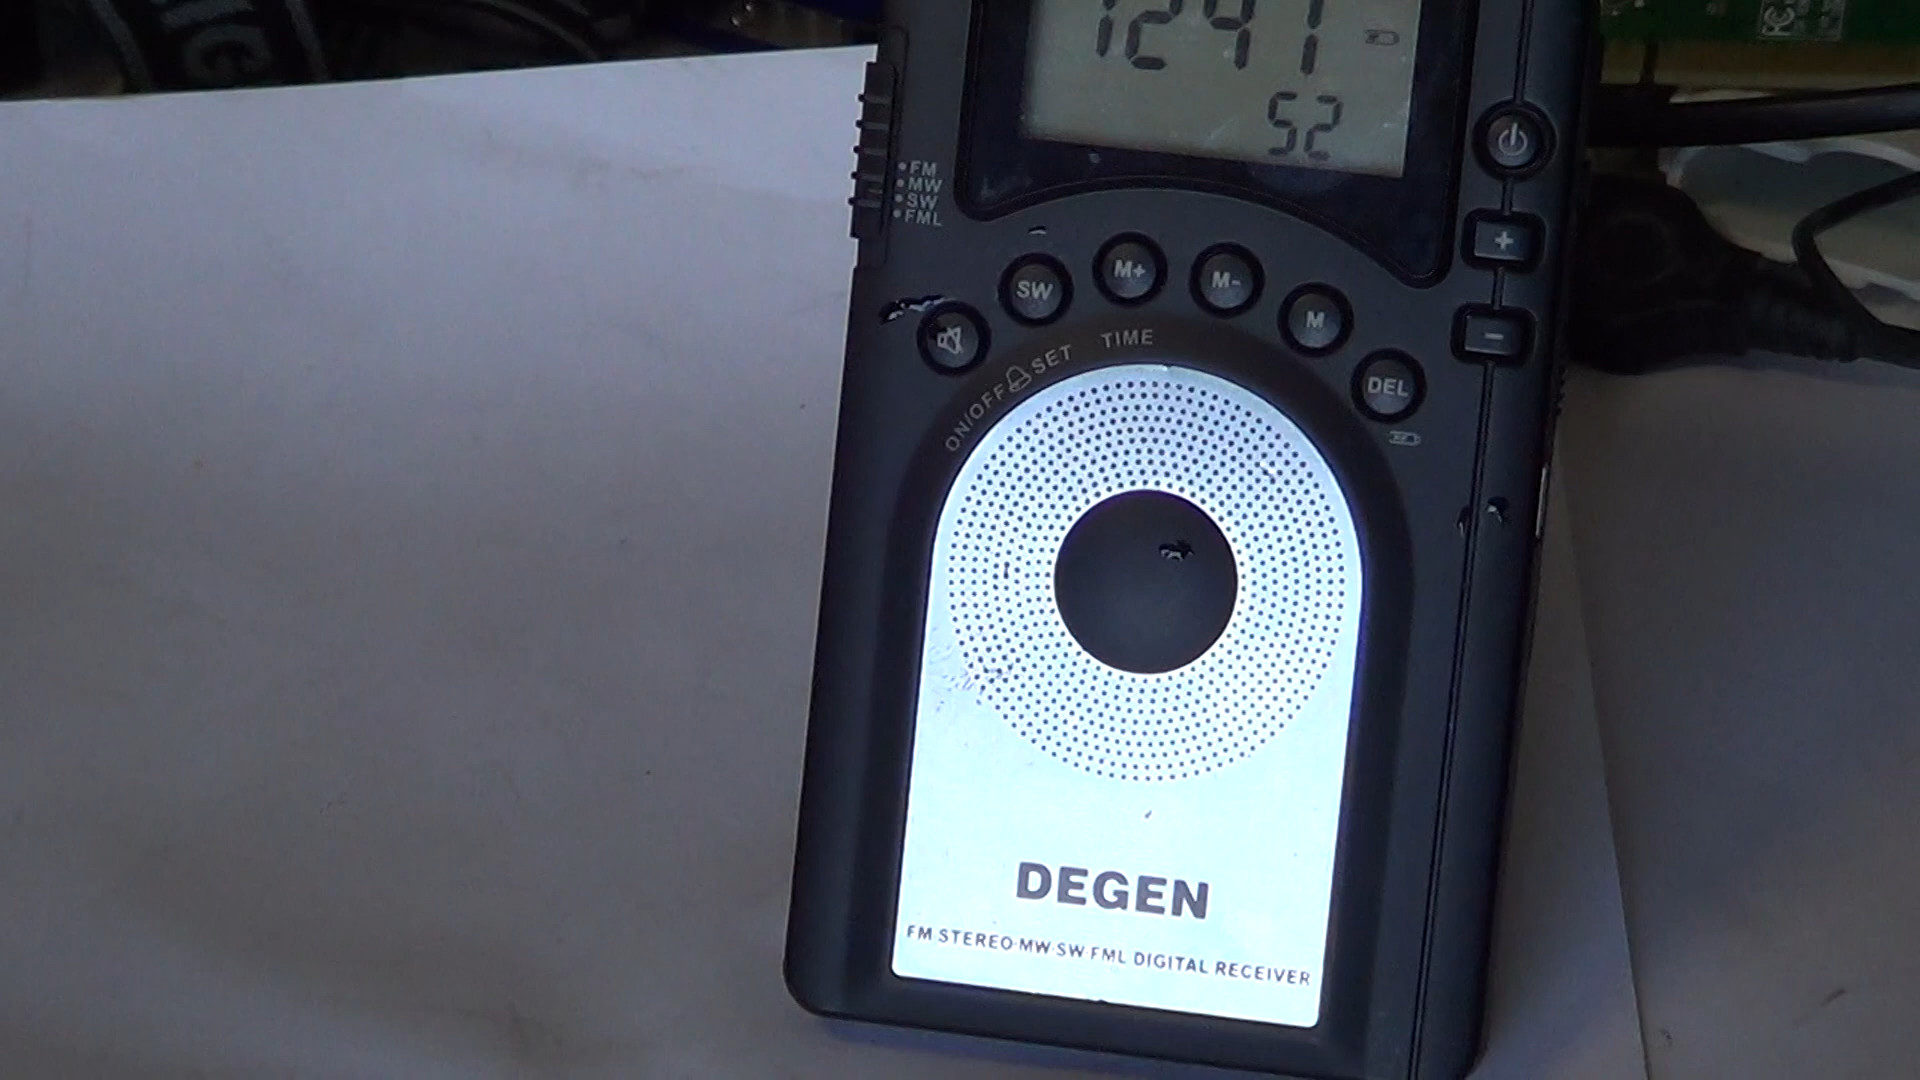 1297
52
FM
MW
SW
FML
SW
M+
M-
M
DEL
+
-
ON/OFF SET TIME
DEGEN
FM STEREO·MW·SW·FML DIGITAL RECEIVER